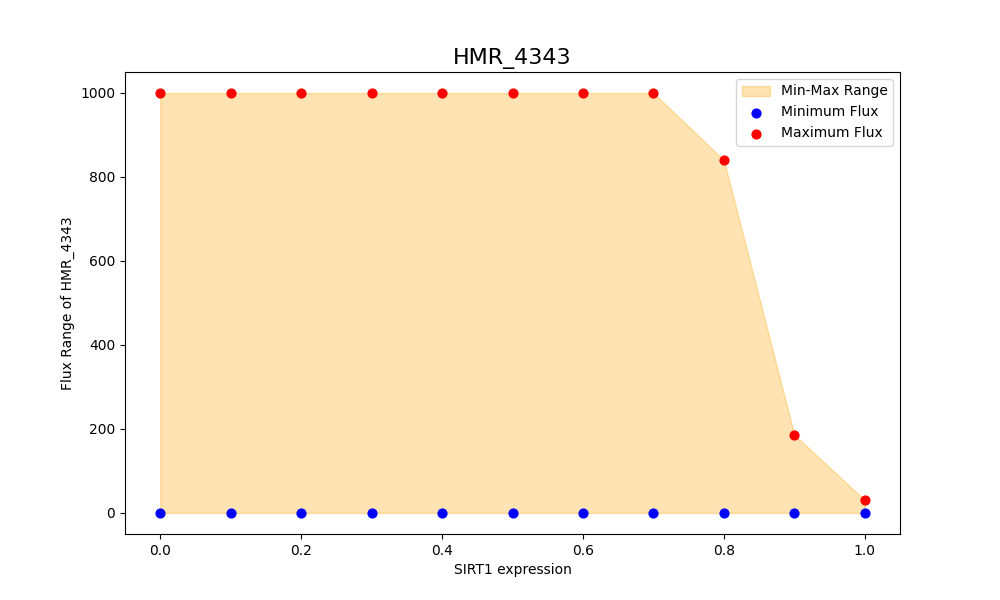 HMR_4343
Min-Max Range
Minimum Flux
Maximum Flux
Flux Range of HMR_4343
1000
800
600
400
200
0
0.0 0.2 0.4 0.6 0.8 1.0
SIRT1 expression